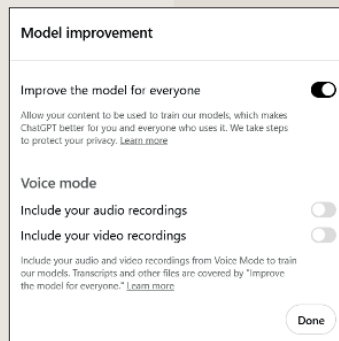 Model improvement
Improve the model for everyone
Allow your content to be used to train our models, which makes
ChatGPT better for you and everyone who uses it. We take steps
to protect your privacy. Learn more
Voice mode
Include your audio recordings
Include your video recordings
Include your audio and video recordings from Voice Mode to train
our models. Transcripts and other files are covered by "Improve
the model for everyone." Learn more
Done